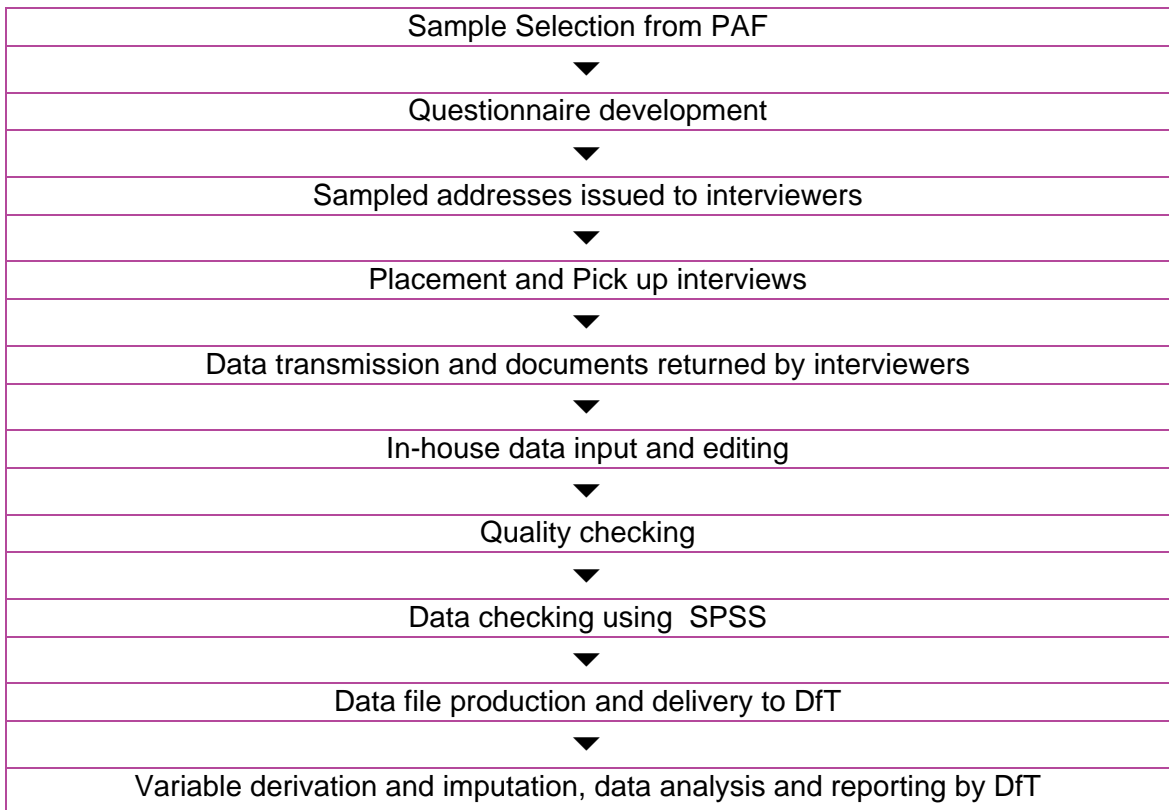 Sample Selection from PAF
Questionnaire development
Sampled addresses issued to interviewers
Placement and Pick up interviews
Data transmission and documents returned by interviewers
In-house data input and editing
Quality checking
Data checking using  SPSS
Data file production and delivery to DfT
Variable derivation and imputation, data analysis and reporting by DfT